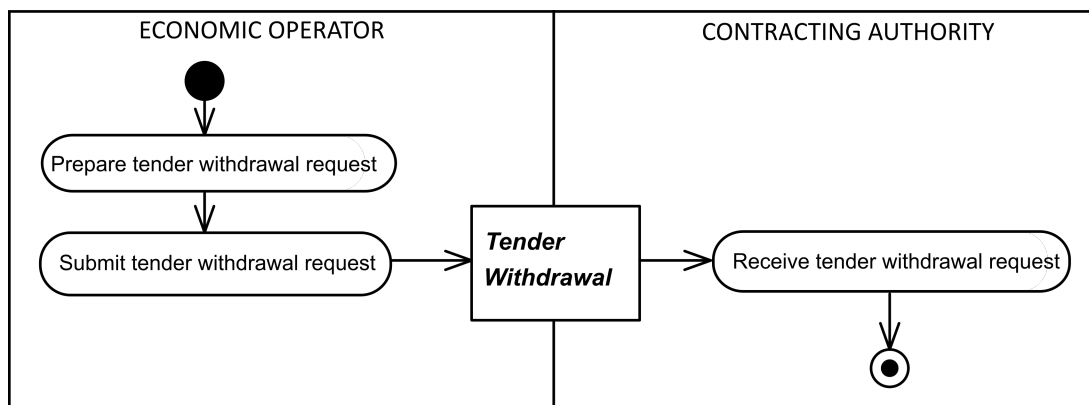 ECONOMIC OPERATOR
CONTRACTING AUTHORITY
Prepare tender withdrawal request
Submit tender withdrawal request
Tender
Withdrawal
Receive tender withdrawal request